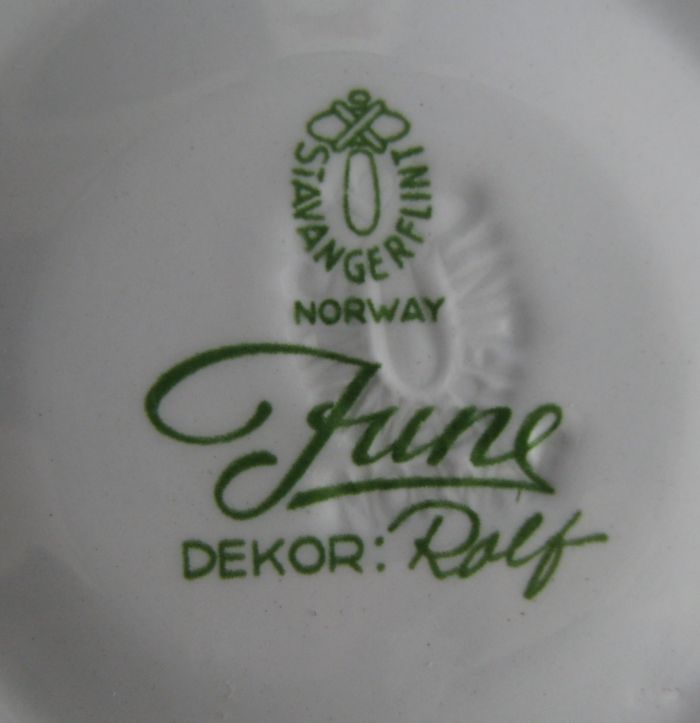 STAVANGERFLINT
NORWAY
June
DEKOR: Rolf